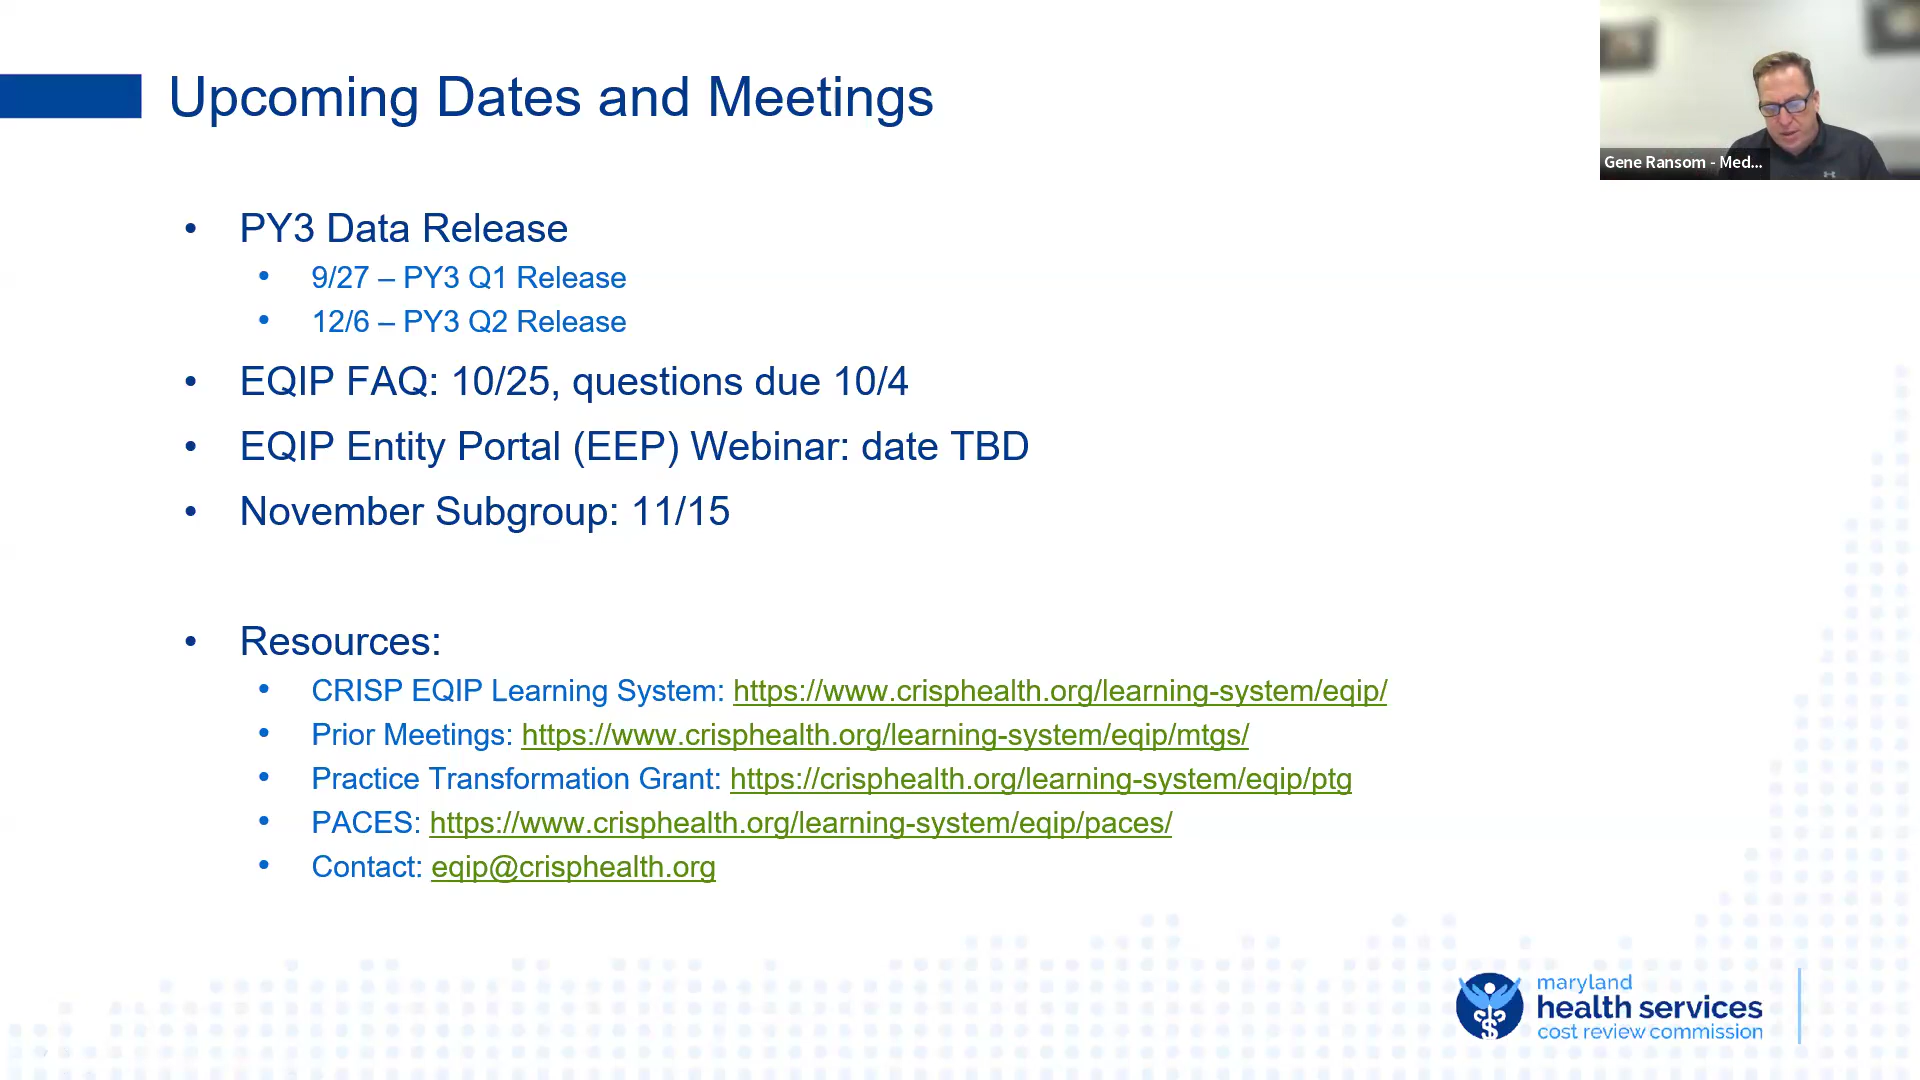 Upcoming Dates and Meetings
Gene Ransom - Med...
• PY3 Data Release
• 9/27 – PY3 Q1 Release
• 12/6 – PY3 Q2 Release
• EQIP FAQ: 10/25, questions due 10/4
• EQIP Entity Portal (EEP) Webinar: date TBD
• November Subgroup: 11/15
• Resources:
• CRISP EQIP Learning System: https://www.crisphealth.org/learning-system/eqip/
• Prior Meetings: https://www.crisphealth.org/learning-system/eqip/mtgs/
• Practice Transformation Grant: https://crisphealth.org/learning-system/eqip/ptg
• PACES: https://www.crisphealth.org/learning-system/eqip/paces/
• Contact: eqip@crisphealth.org
maryland
health services
cost review commission